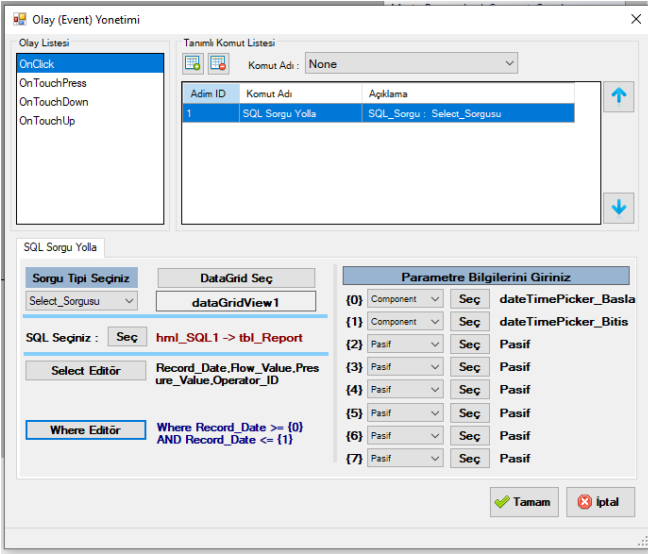 Olay (Event) Yonetimi
Olay Listesi
OnClick
OnTouchPress
OnTouchDown
OnTouchUp
Tanımlı Komut Listesi
Komut Adı : None
Adim ID Komut Adı Açıklama
1 SQL Sorgu Yolla SQL_Sorgu : Select_Sorgusu
SQL Sorgu Yolla
Sorgu Tipi Seçiniz DataGrid Seç
Select_Sorgusu dataGridView1
SQL Seçiniz : Seç hml_SQL1 -> tbl_Report
Select Editör Record_Date,Flow_Value,Pres
ure_Value,Operator_ID
Where Editör Where Record_Date >= {0}
AND Record_Date <= {1}
Parametre Bilgilerini Giriniz
{0} Component Seç dateTimePicker_Basla
{1} Component Seç dateTimePicker_Bitis
{2} Pasif Seç Pasif
{3} Pasif Seç Pasif
{4} Pasif Seç Pasif
{5} Pasif Seç Pasif
{6} Pasif Seç Pasif
{7} Pasif Seç Pasif
Tamam İptal